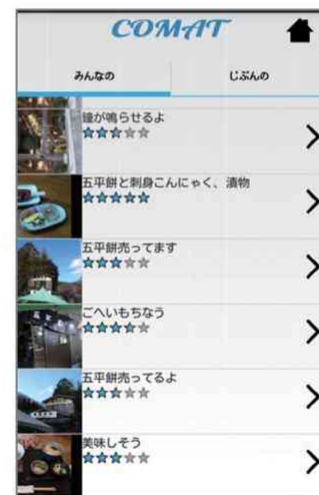 COMAT
みんなの
じぶんの
鐘が鳴らせるよ
★★★★★
五平餅と刺身こんにゃく、漬物
★★★★★
五平餅売ってます
★★★★★
ごへいもちなう
★★★★★
五平餅売ってるよ
★★★★★
美味しそう
★★★★★